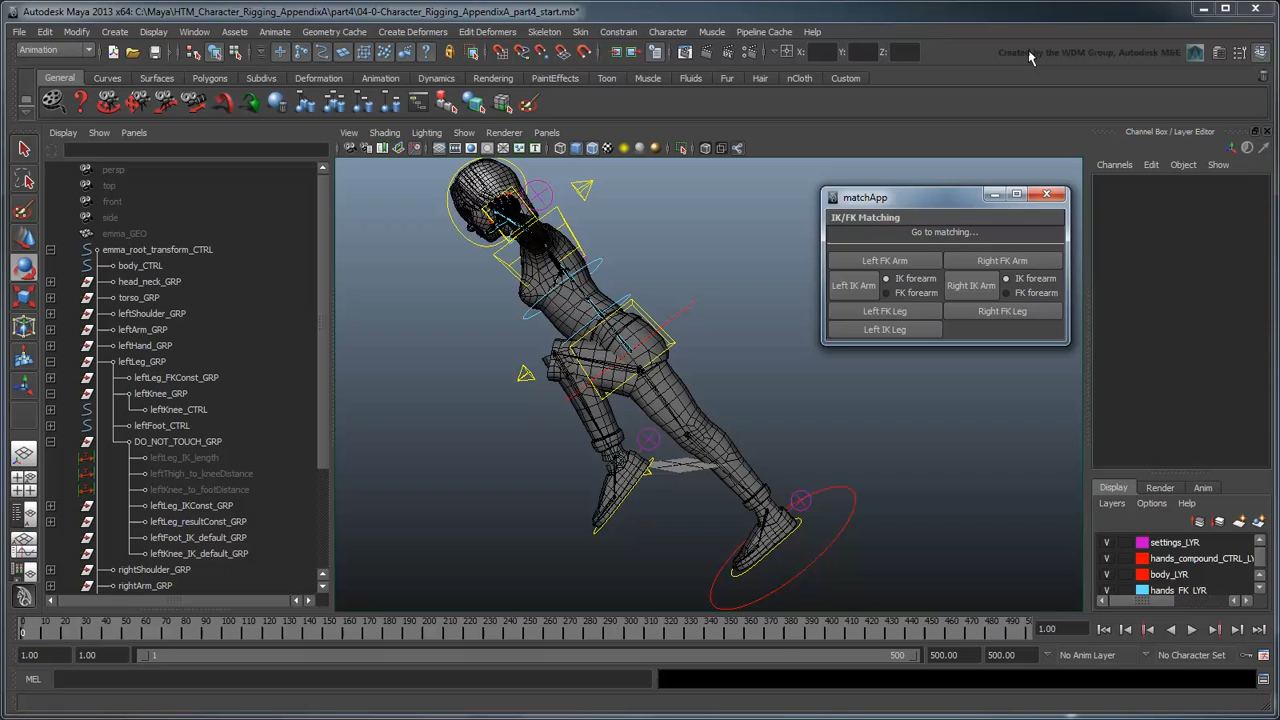 Autodesk Maya 2013 x64: C:\Maya\HTM_Character_Rigging_AppendixA\part4\04-0-Character_Rigging_AppendixA_part4_start.mb*
File Edit Modify Create Display Window Assets Animate Geometry Cache Create Deformers Edit Deformers Skeleton Skin Constrain Character Muscle Pipeline Cache Help
Animation X: Y: Z: Created by the WDM Group, Autodesk M&E
General Curves Surfaces Polygons Subdivs Deformation Animation Dynamics Rendering PaintEffects Toon Muscle Fluids Fur Hair nCloth Custom
Display Show Panels
View Shading Lighting Show Renderer Panels
Channel Box / Layer Editor
Channels Edit Object Show
persp
top
front
side
emma_GEO
emma_root_transform_CTRL
body_CTRL
head_neck_GRP
torso_GRP
leftShoulder_GRP
leftArm_GRP
leftHand_GRP
leftLeg_GRP
leftLeg_FKConst_GRP
leftKnee_GRP
leftKnee_CTRL
leftFoot_CTRL
DO_NOT_TOUCH_GRP
leftLeg_IK_length
leftThigh_to_kneeDistance
leftKnee_to_footDistance
leftLeg_IKConst_GRP
leftLeg_resultConst_GRP
leftFoot_IK_default_GRP
leftKnee_IK_default_GRP
rightShoulder_GRP
rightArm_GRP
matchApp
IK/FK Matching
Go to matching...
Left FK Arm Right FK Arm
Left IK Arm IK forearm Right IK Arm IK forearm
FK forearm FK forearm
Left FK Leg Right FK Leg
Left IK Leg
Display Render Anim
Layers Options Help
V settings_LYR
V hands_compound_CTRL_LY
V body_LYR
V hands_FK_LYR
1.00
1.00 1.00 1 500 500.00 500.00 No Anim Layer No Character Set
MEL